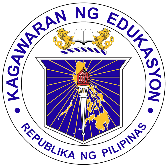 KAGAWARAN NG EDUKASYON
REPUBLIKA NG PILIPINAS